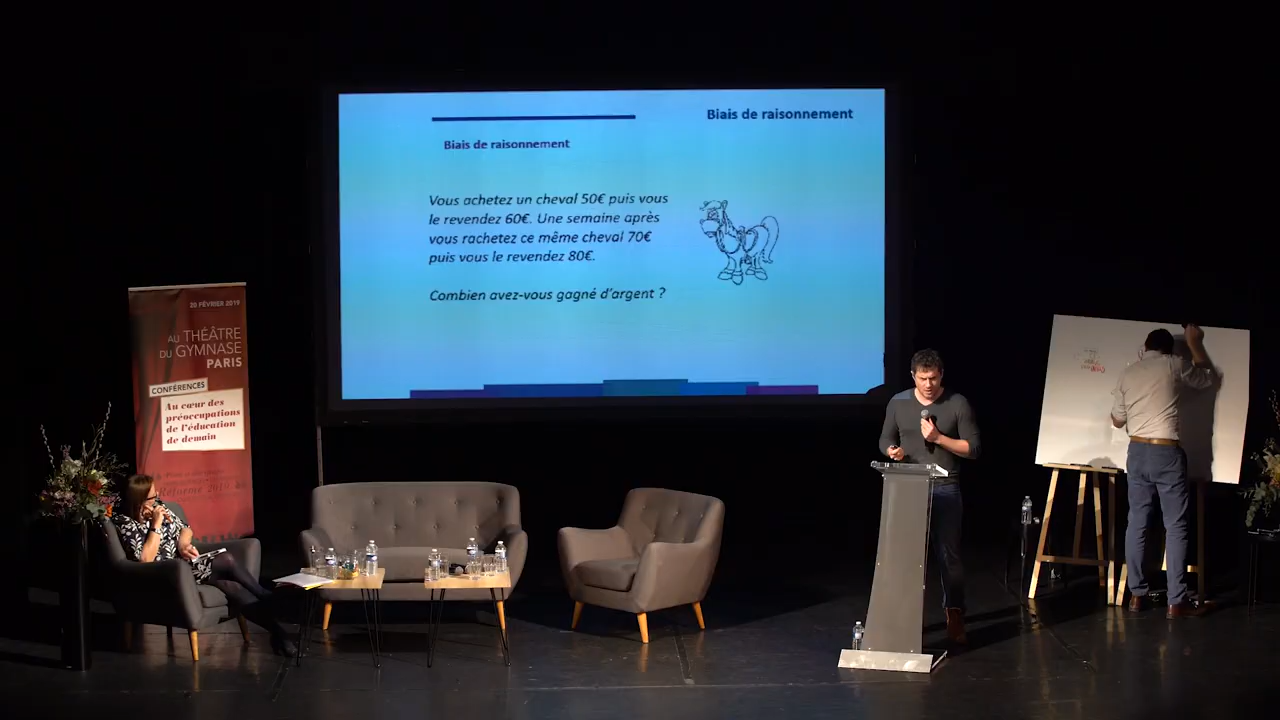 Biais de raisonnement
Biais de raisonnement
Vous achetez un cheval 50€ puis vous
le revendez 60€. Une semaine après
vous rachetez ce même cheval 70€
puis vous le revendez 80€.
Combien avez-vous gagné d'argent ?
20 FÉVRIER 2019
AU THÉÂTRE
DU GYMNASE
PARIS
CONFÉRENCES
Au cœur des
préoccupations
de l'éducation
de demain
Réforme 2019